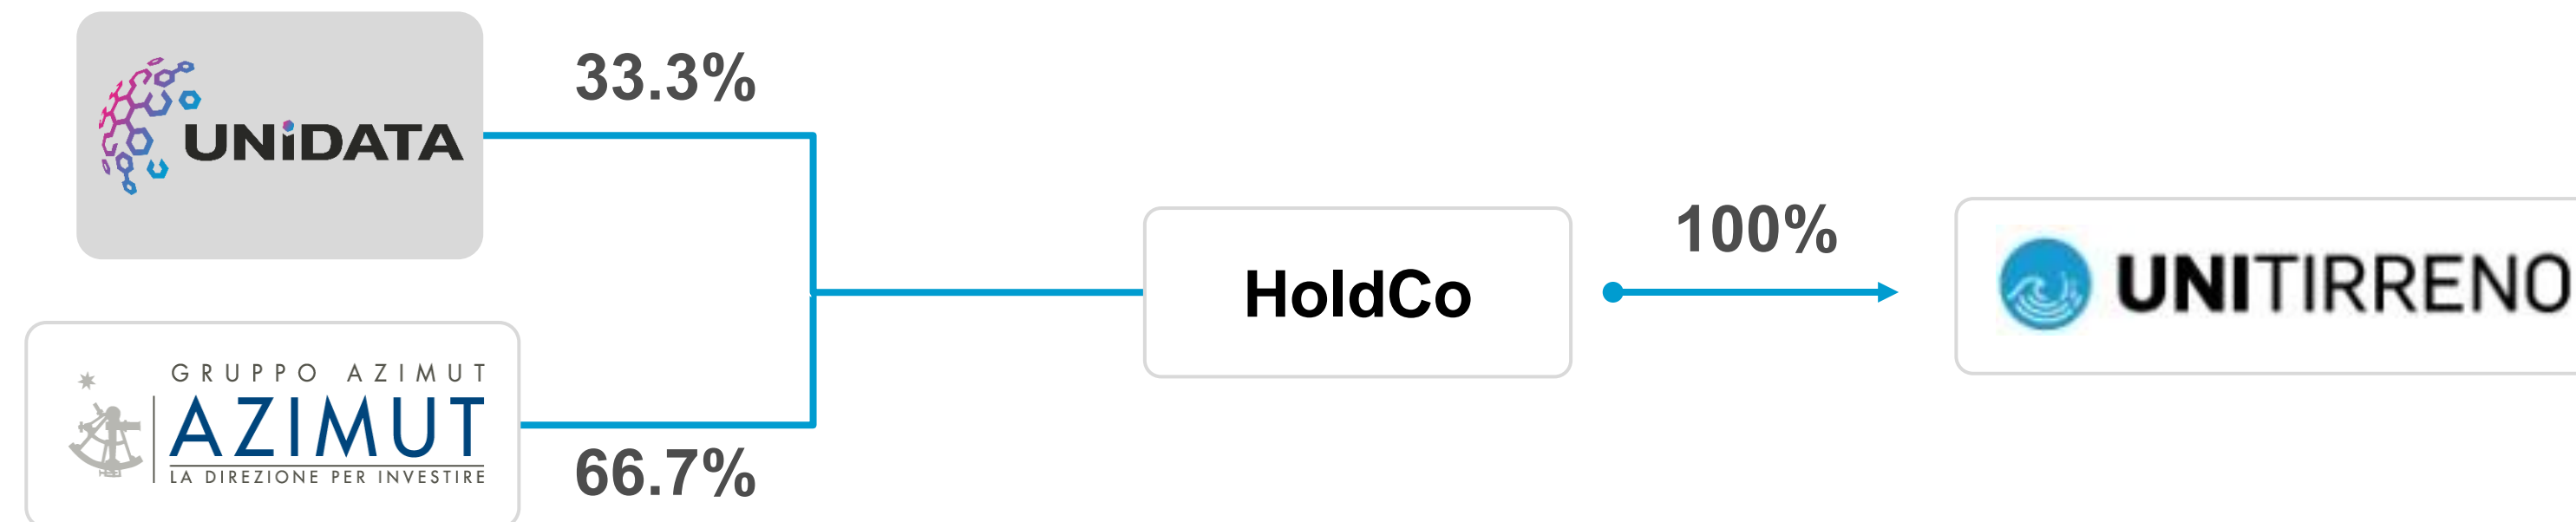 UNiDATA
33.3%
GRUPPO AZIMUT
AZIMUT
LA DIREZIONE PER INVESTIRE
66.7%
HoldCo
100%
UNITIRRENO